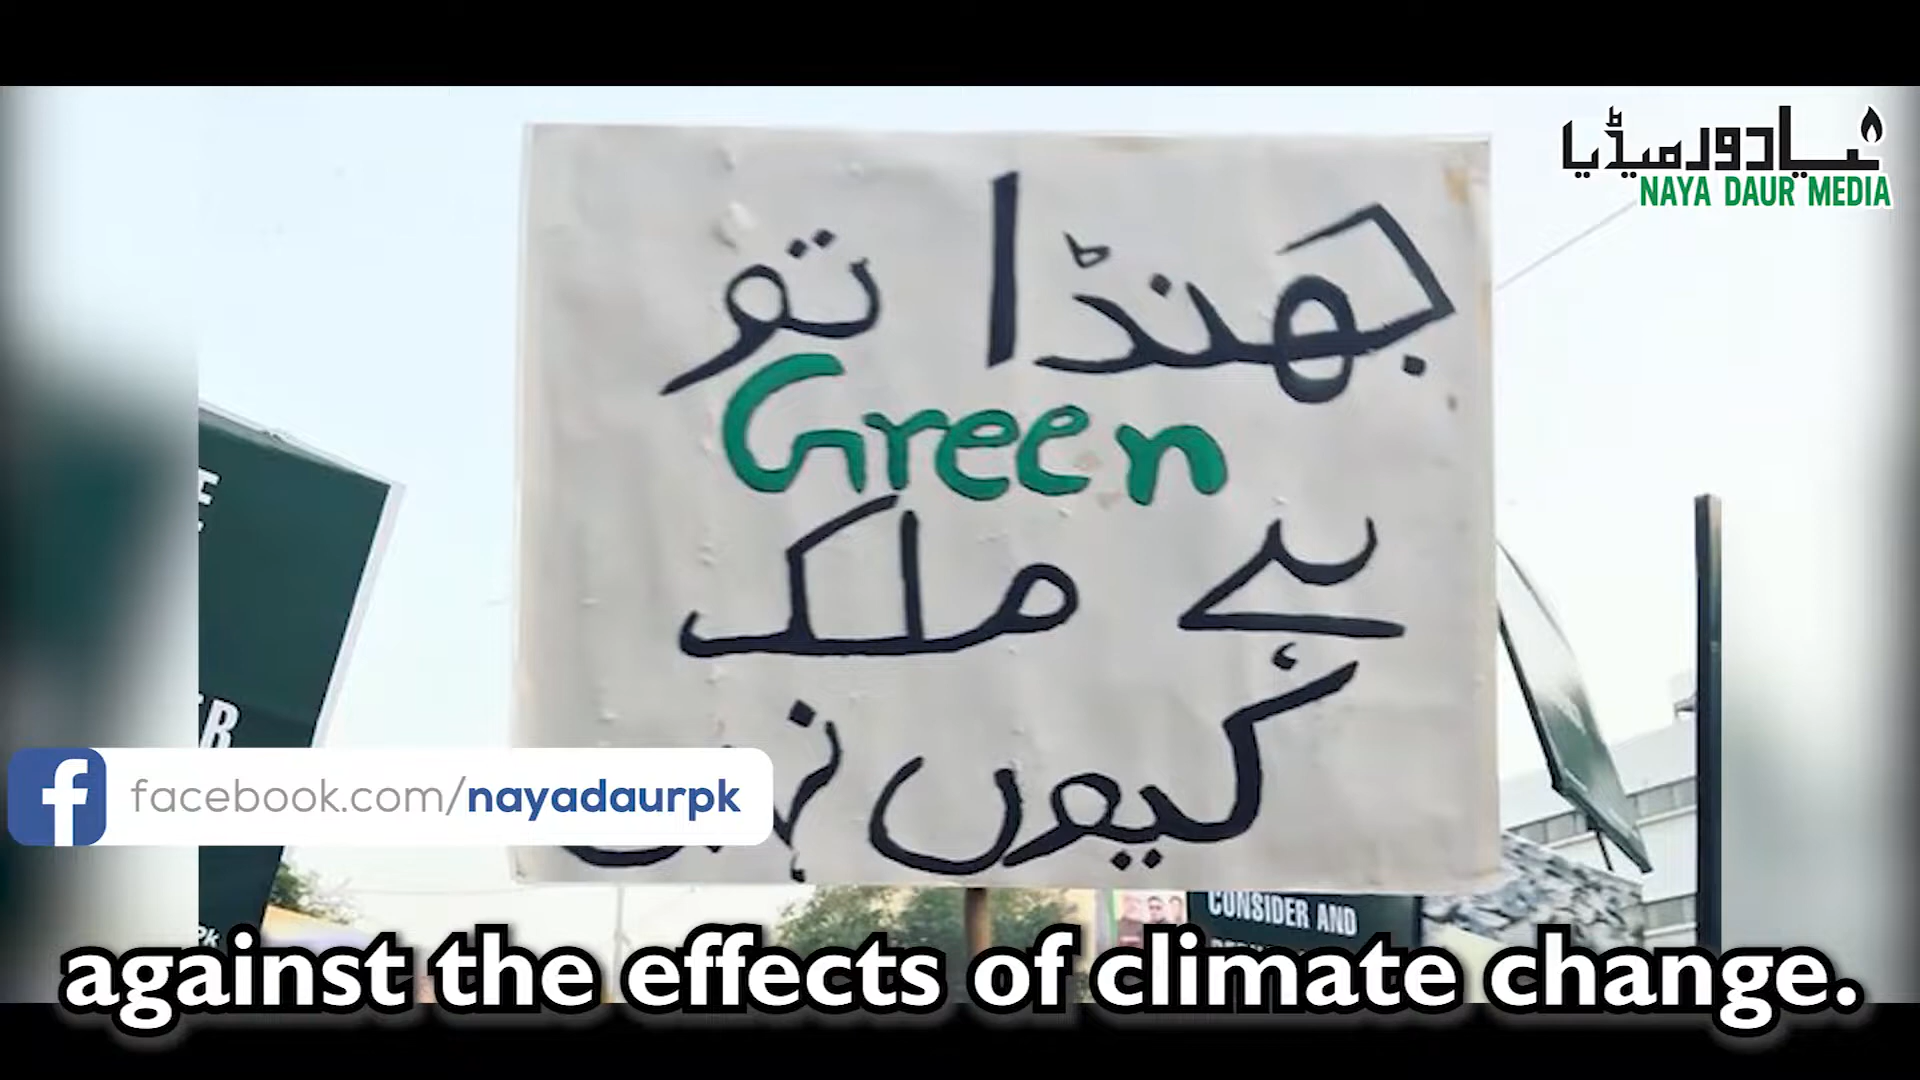 نیا دور میڈیا
NAYA DAUR MEDIA
جھنڈا تو
Green
ہے ملک
کیوں
facebook.com/nayadaurpk
CONSIDER AND
against the effects of climate change.